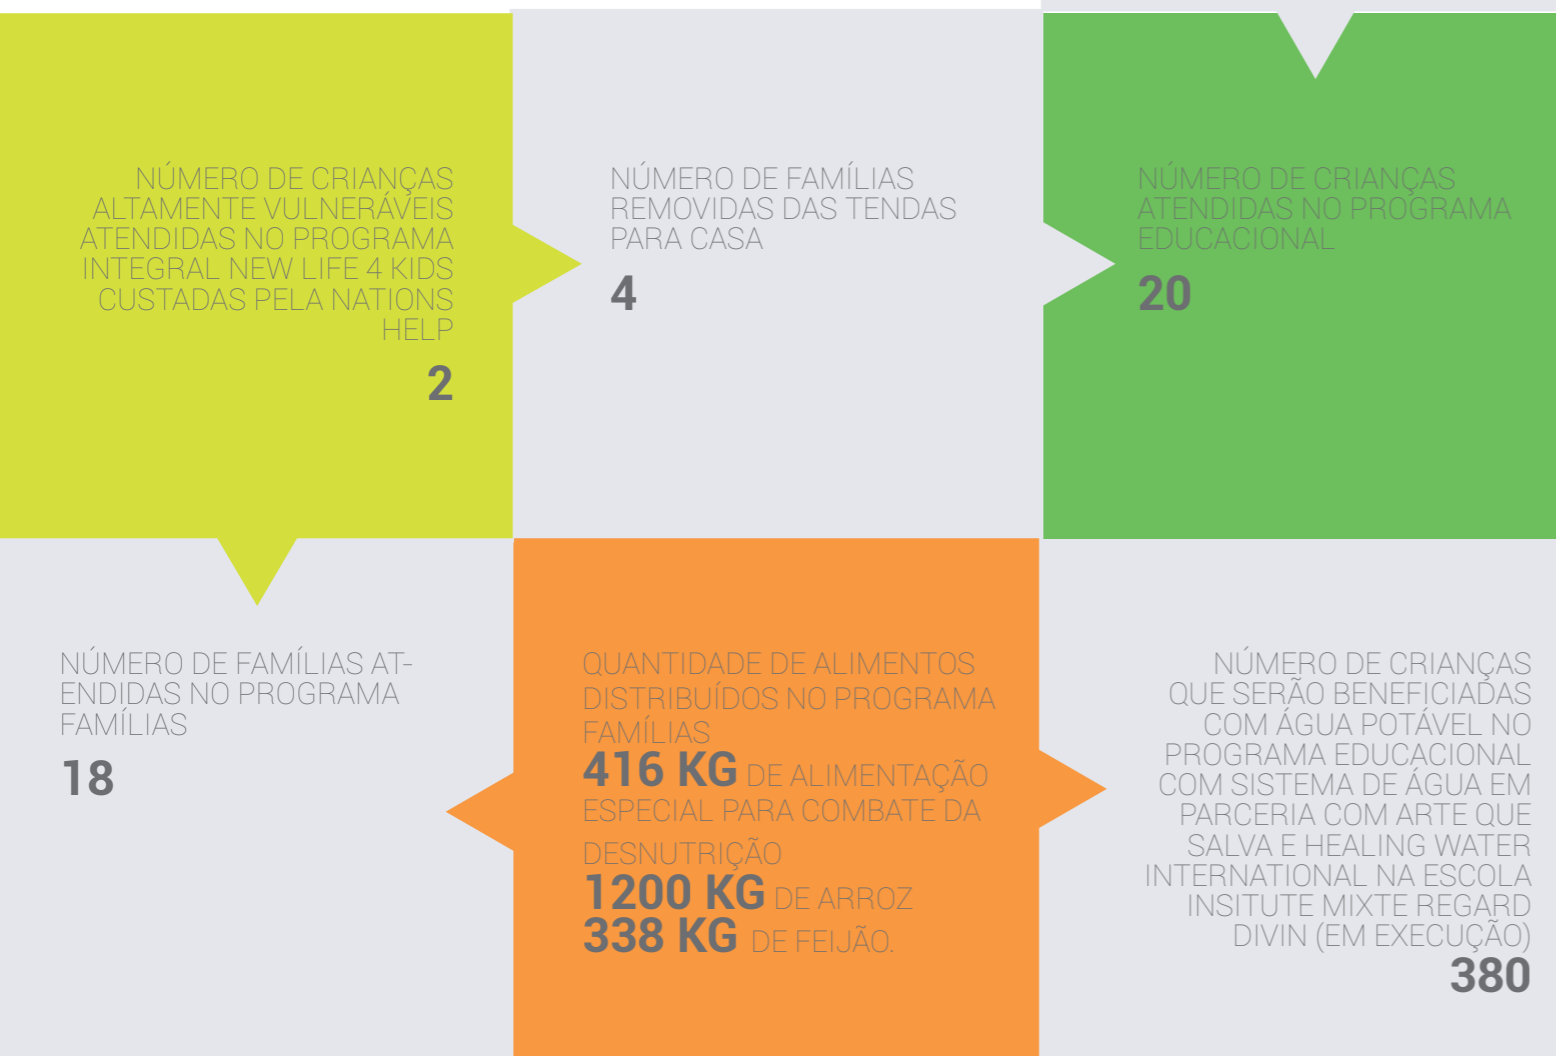 NÚMERO DE CRIANÇAS
ALTAMENTE VULNERÁVEIS
ATENDIDAS NO PROGRAMA
INTEGRAL NEW LIFE 4 KIDS
CUSTADAS PELA NATIONS
HELP
2
NÚMERO DE FAMÍLIAS
REMOVIDAS DAS TENDAS
PARA CASA
4
NÚMERO DE CRIANÇAS
ATENDIDAS NO PROGRAMA
EDUCACIONAL
20
NÚMERO DE FAMÍLIAS AT-
ENDIDAS NO PROGRAMA
FAMÍLIAS
18
QUANTIDADE DE ALIMENTOS
DISTRIBUÍDOS NO PROGRAMA
FAMÍLIAS
416 KG DE ALIMENTAÇÃO
ESPECIAL PARA COMBATE DA
DESNUTRIÇÃO
1200 KG DE ARROZ
338 KG DE FEIJÃO.
NÚMERO DE CRIANÇAS
QUE SERÃO BENEFICIADAS
COM ÁGUA POTÁVEL NO
PROGRAMA EDUCACIONAL
COM SISTEMA DE ÁGUA EM
PARCERIA COM ARTE QUE
SALVA E HEALING WATER
INTERNATIONAL NA ESCOLA
INSITUTE MIXTE REGARD
DIVIN (EM EXECUÇÃO)
380